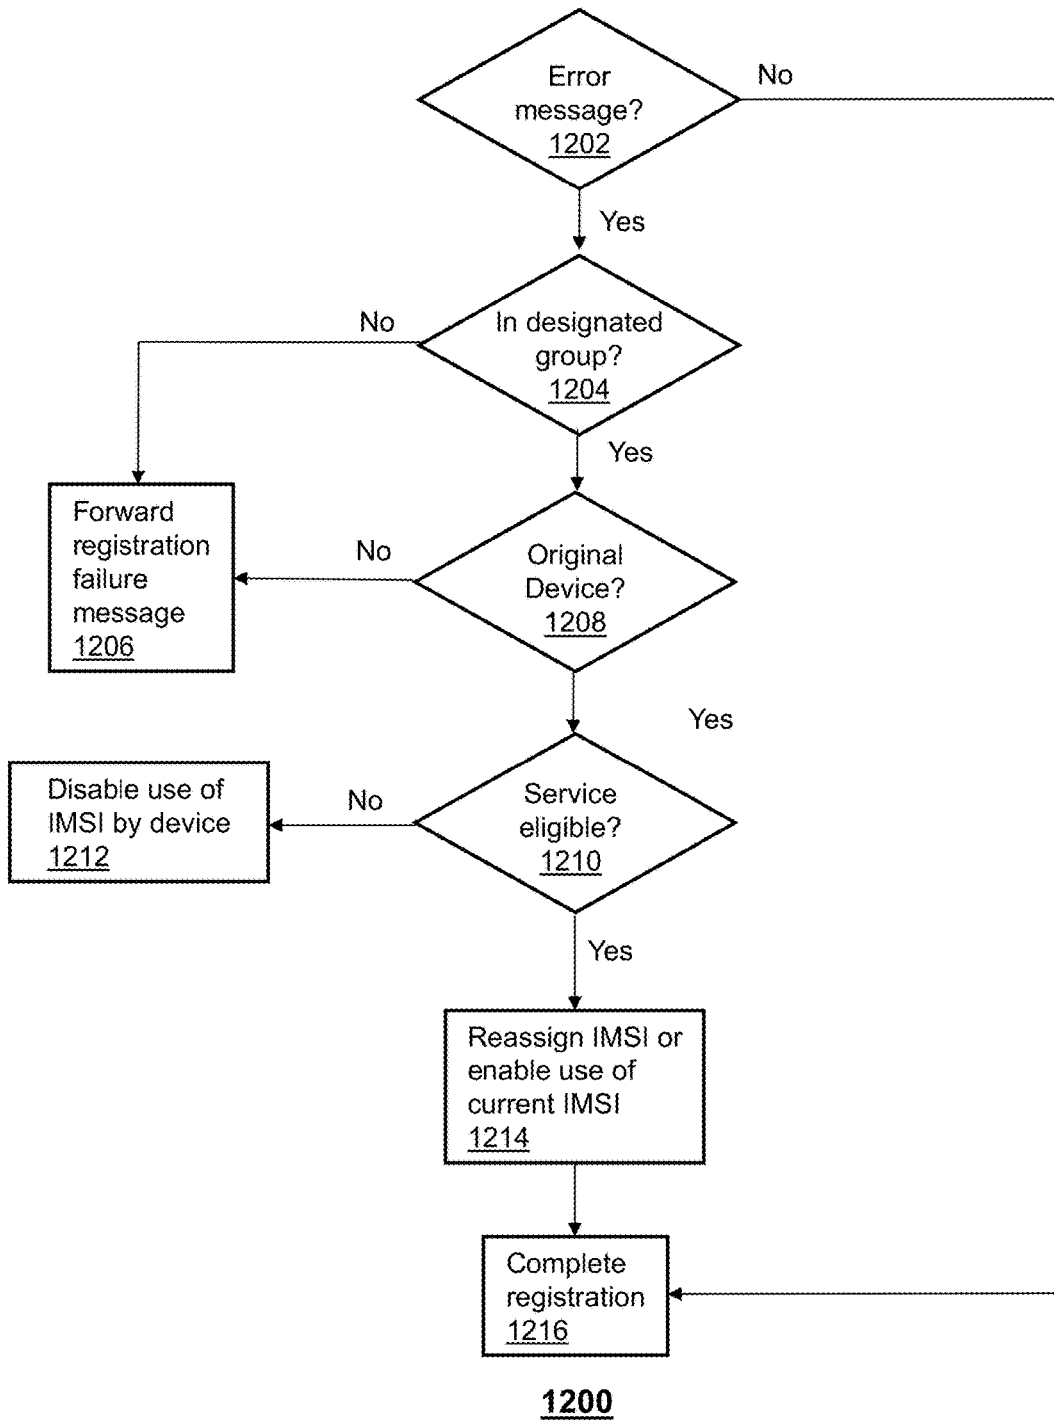 Error
message?
1202
No
Yes
In designated
group?
1204
No
Yes
Forward
registration
failure
message
1206
No
Original
Device?
1208
Yes
Disable use of
IMSI by device
1212
No
Service
eligible?
1210
Yes
Reassign IMSI or
enable use of
current IMSI
1214
Complete
registration
1216
1200